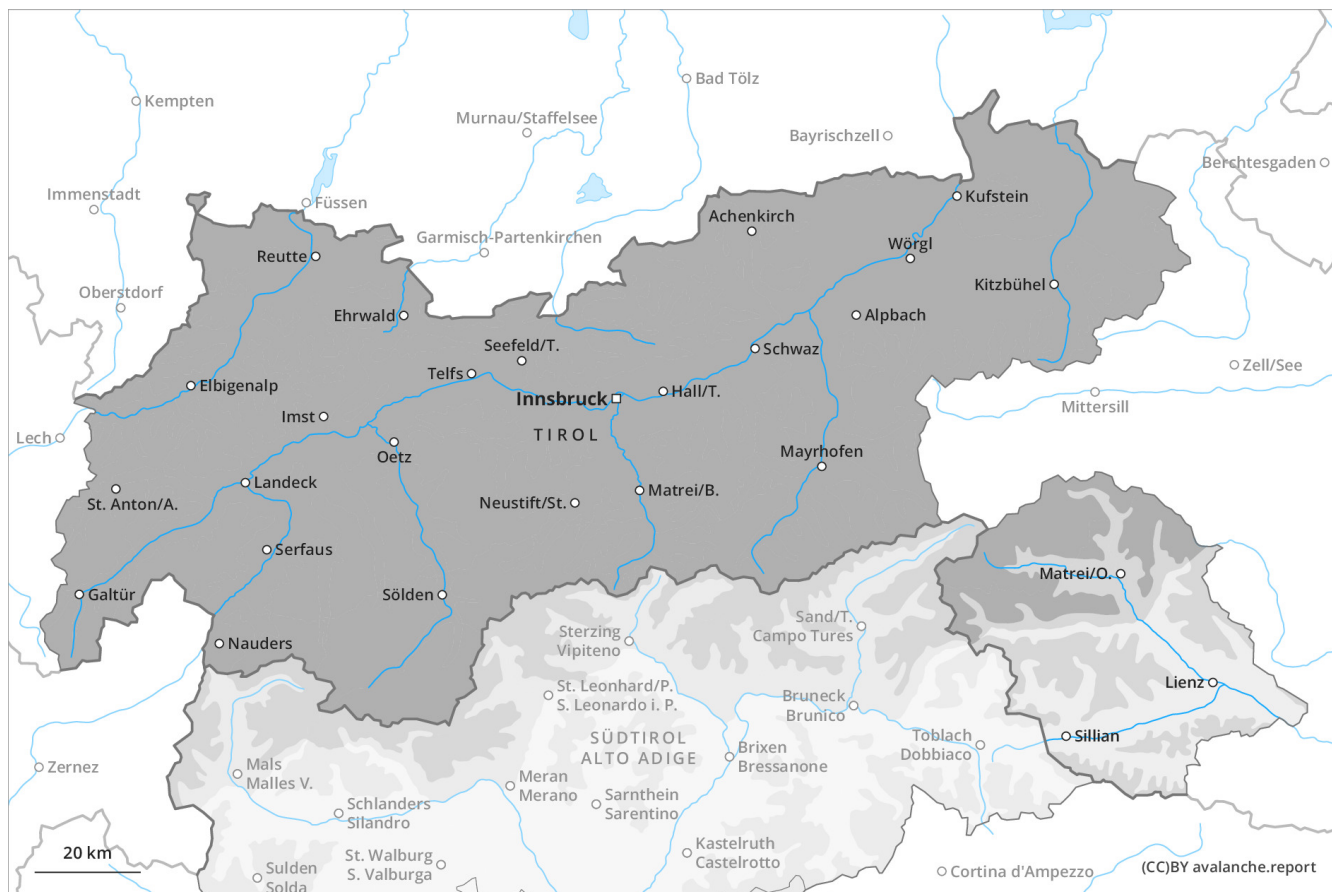 Bad Tölz
Kempten
Murnau/Staffelsee
Bayrischzell
Berchtesgaden
Immenstadt
Füssen
Kufstein
Achenkirch
Garmisch-Partenkirchen
Wörgl
Reutte
Kitzbühel
Oberstdorf
Ehrwald
Alpbach
Seefeld/T.
Schwaz
Zell/See
Telfs
Elbigenalp
Hall/T.
Innsbruck
Mittersill
Imst
Lech
TIROL
Oetz
Mayrhofen
Landeck
Matrei/B.
St. Anton/A.
Neustift/St.
Serfaus
Matrei/O.
Galtür
Sölden
Sand/T.
Campo Tures
Sterzing
Vipiteno
Nauders
Lienz
St. Leonhard/P.
S. Leonardo i. P.
Bruneck
Brunico
Sillian
SÜDTIROL
ALTO ADIGE
Toblach
Dobbiaco
Brixen
Bressanone
Zernez
Mals
Malles V.
Meran
Merano
Sarnthein
Sarentino
Schlanders
Silandro
Kastelruth
Castelrotto
20 km
St. Walburg
S. Valburga
Sulden
Solda
Cortina d'Ampezzo
(CC)BY avalanche.report